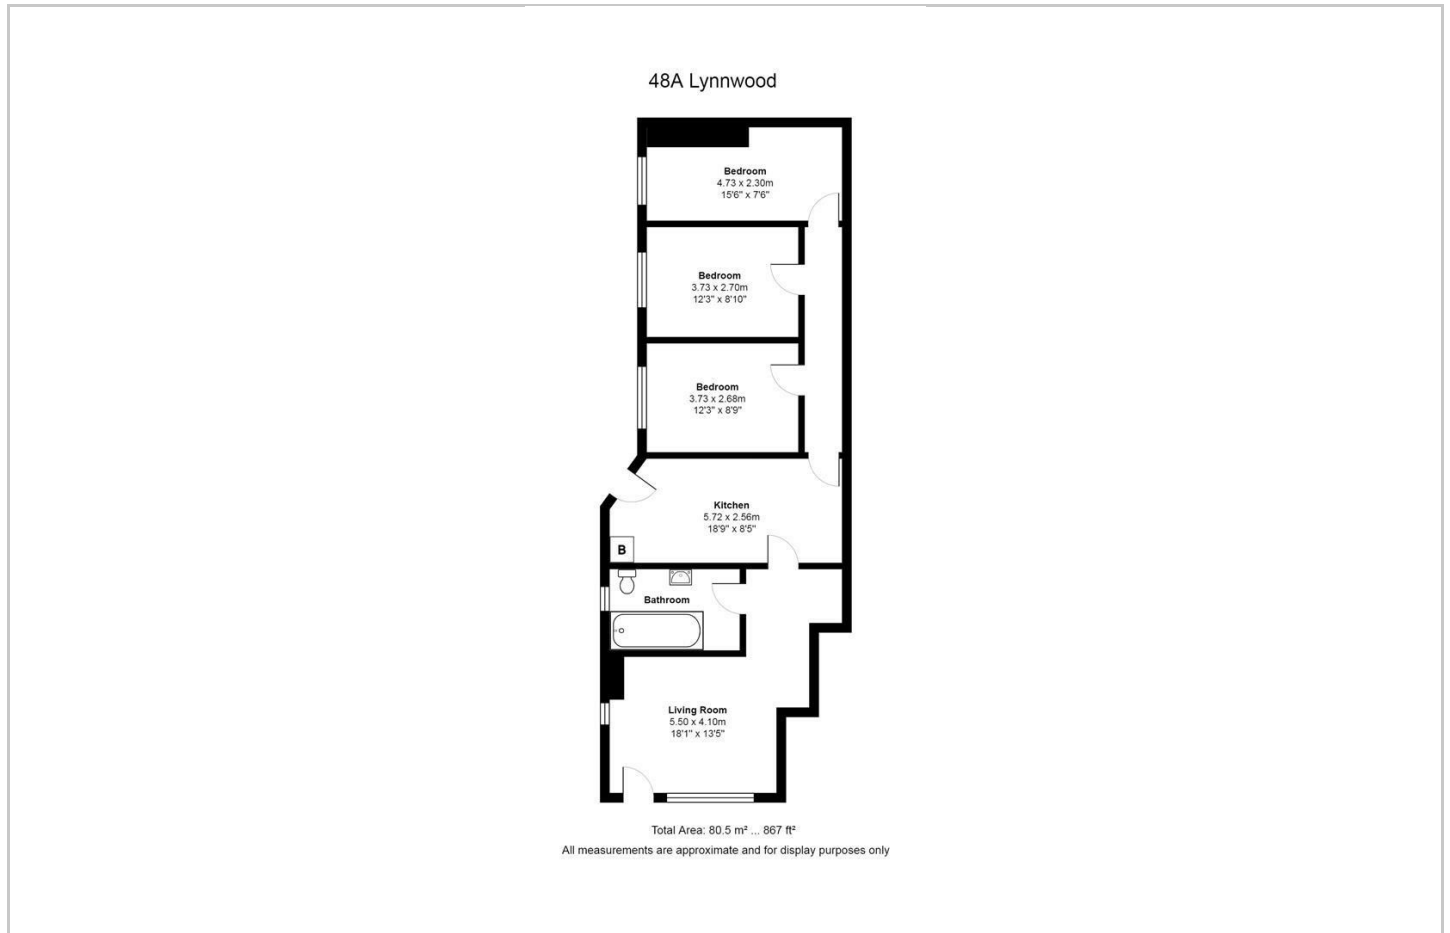 48A Lynnwood
Bedroom
4.73 x 2.30m
15'6" x 7'6"
Bedroom
3.73 x 2.70m
12'3" x 8'10"
Bedroom
3.73 x 2.68m
12'3" x 8'9"
Kitchen
5.72 x 2.56m
18'9" x 8'5"
B
Bathroom
Living Room
5.50 x 4.10m
18'1" x 13'5"
Total Area: 80.5 m² ... 867 ft²
All measurements are approximate and for display purposes only